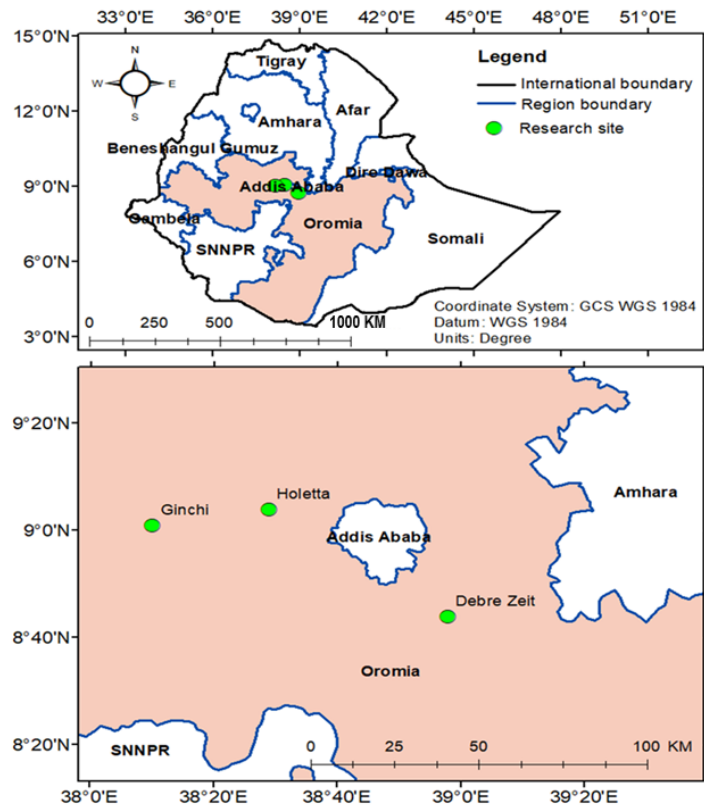 33°0'E 36°0'E 39°0'E 42°0'E 45°0'E 48°0'E 51°0'E
15°0'N
N
W E
S
Tigray
Legend
International boundary
Region boundary
Research site
12°0'N
Afar
Amhara
Beneshangul Gumuz
Dire Dawa
9°0'N
Addis Ababa
Gambela
Oromia
SNNPR
Somali
6°0'N
Coordinate System: GCS WGS 1984
Datum: WGS 1984
Units: Degree
3°0'N
0 250 500 750 1000 KM
9°20'N
Amhara
Holetta
Ginchi
9°0'N
Addis Ababa
Debre Zeit
8°40'N
Oromia
8°20'N
SNNPR
0 25 50 75 100 KM
38°0'E 38°20'E 38°40'E 39°0'E 39°20'E